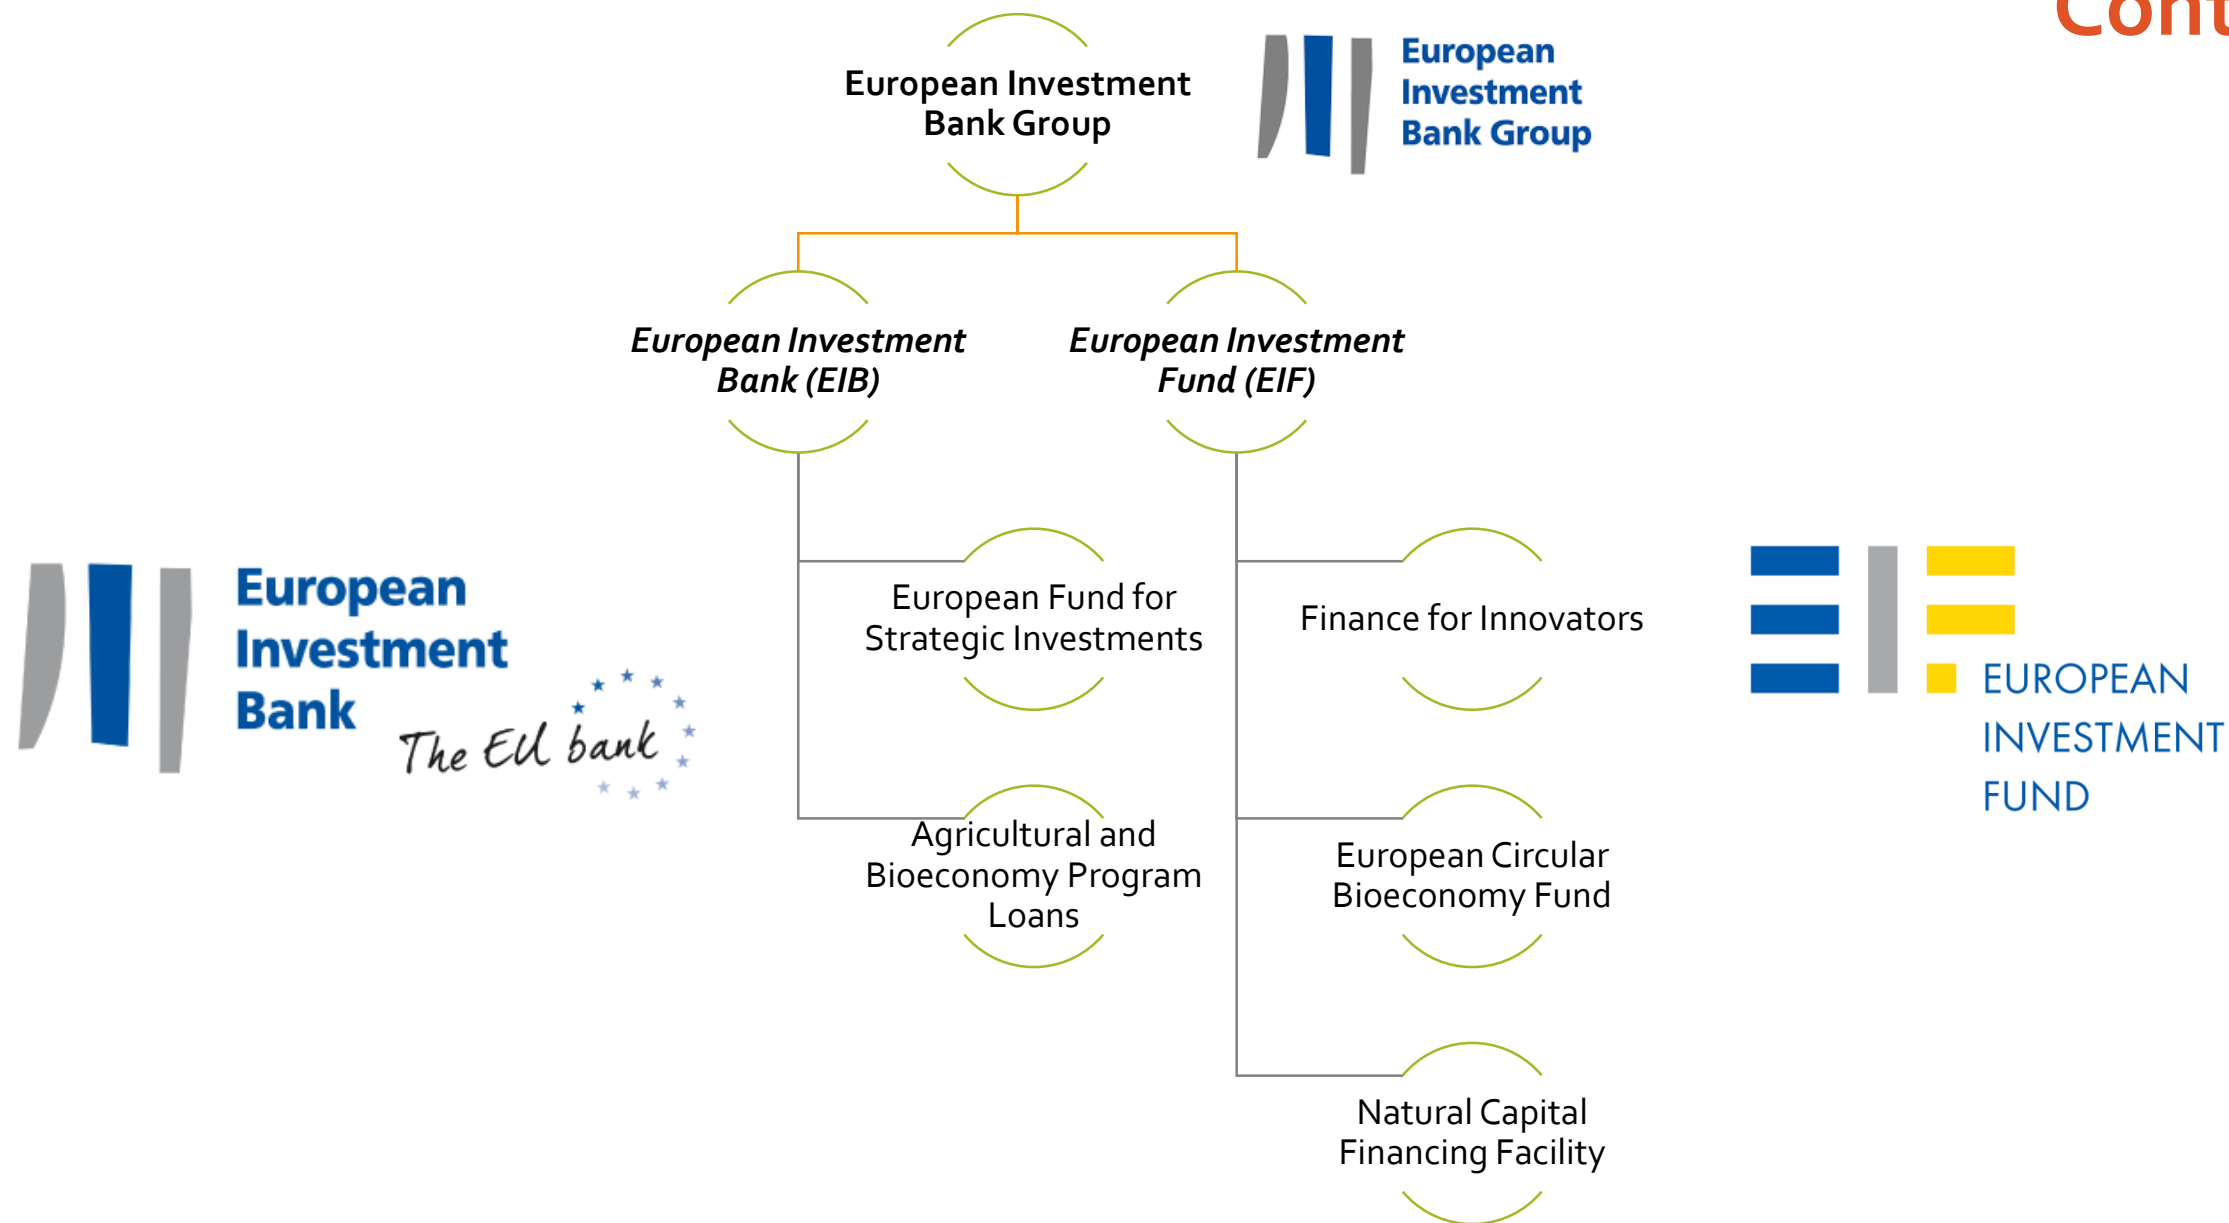 Cont
European Investment
Bank Group
European
Investment
Bank Group
European Investment
Bank (EIB)
European Investment
Fund (EIF)
European
Investment
Bank
The EU bank
European Fund for
Strategic Investments
Agricultural and
Bioeconomy Program
Loans
Finance for Innovators
European Circular
Bioeconomy Fund
Natural Capital
Financing Facility
EIF
EUROPEAN
INVESTMENT
FUND